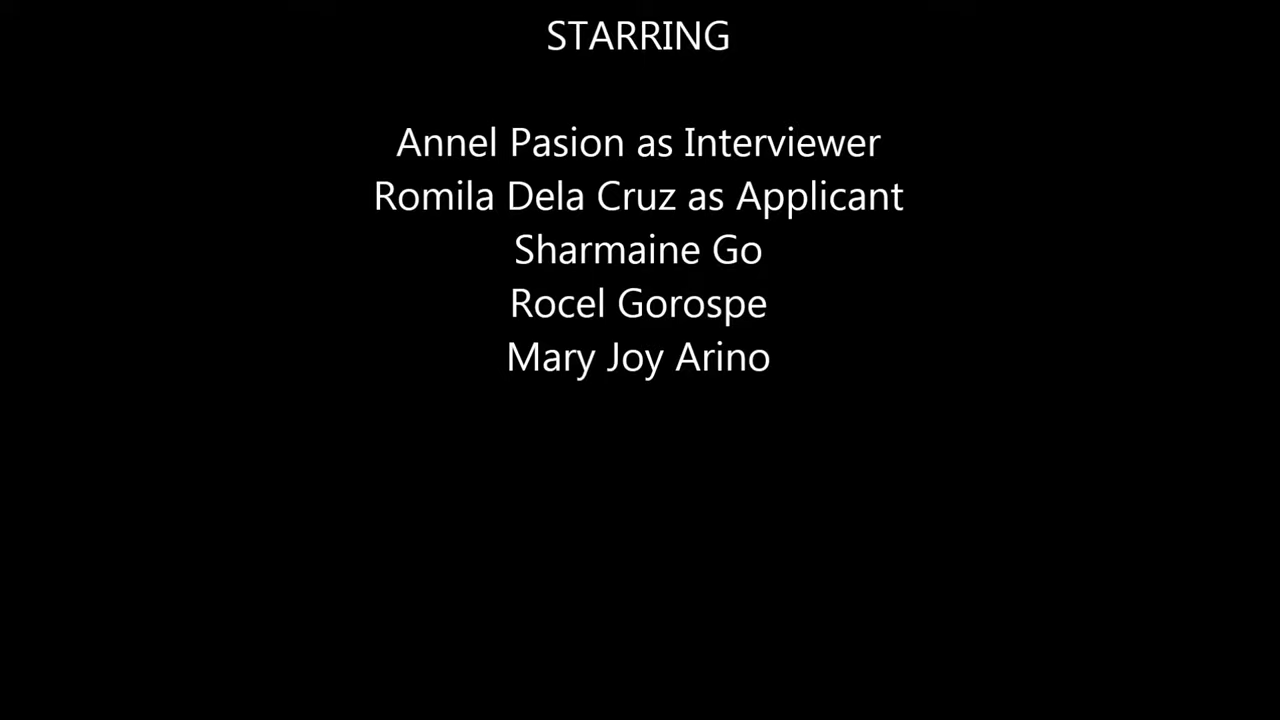 STARRING
Annel Pasion as Interviewer
Romila Dela Cruz as Applicant
Sharmaine Go
Rocel Gorospe
Mary Joy Arino